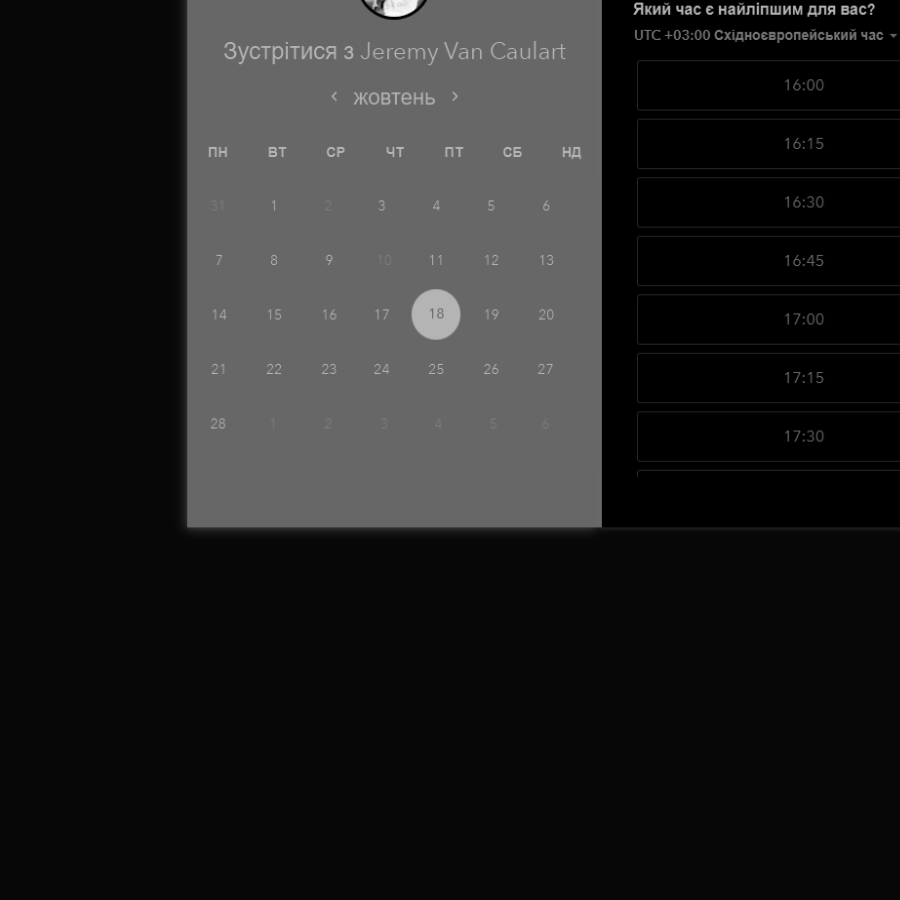 Зустрітися з Jeremy Van Caulart
жовтень
ПН ВТ СР ЧТ ПТ СБ НД
31 1 2 3 4 5 6
7 8 9 10 11 12 13
14 15 16 17 18 19 20
21 22 23 24 25 26 27
28 1 2 3 4 5 6
Який час є найліпшим для вас?
UTC +03:00 Східноєвропейський час
16:00
16:15
16:30
16:45
17:00
17:15
17:30